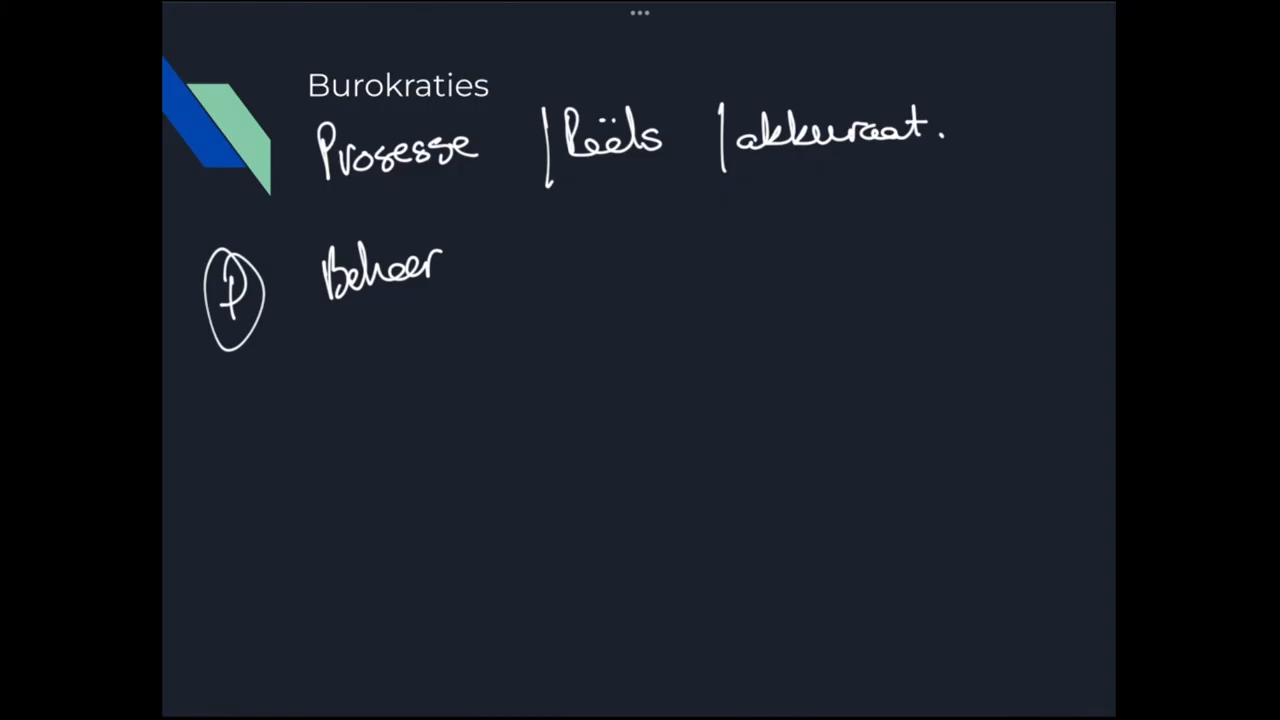 Burokraties
Prosesse | Reëls | akkuraat.
P Beheer